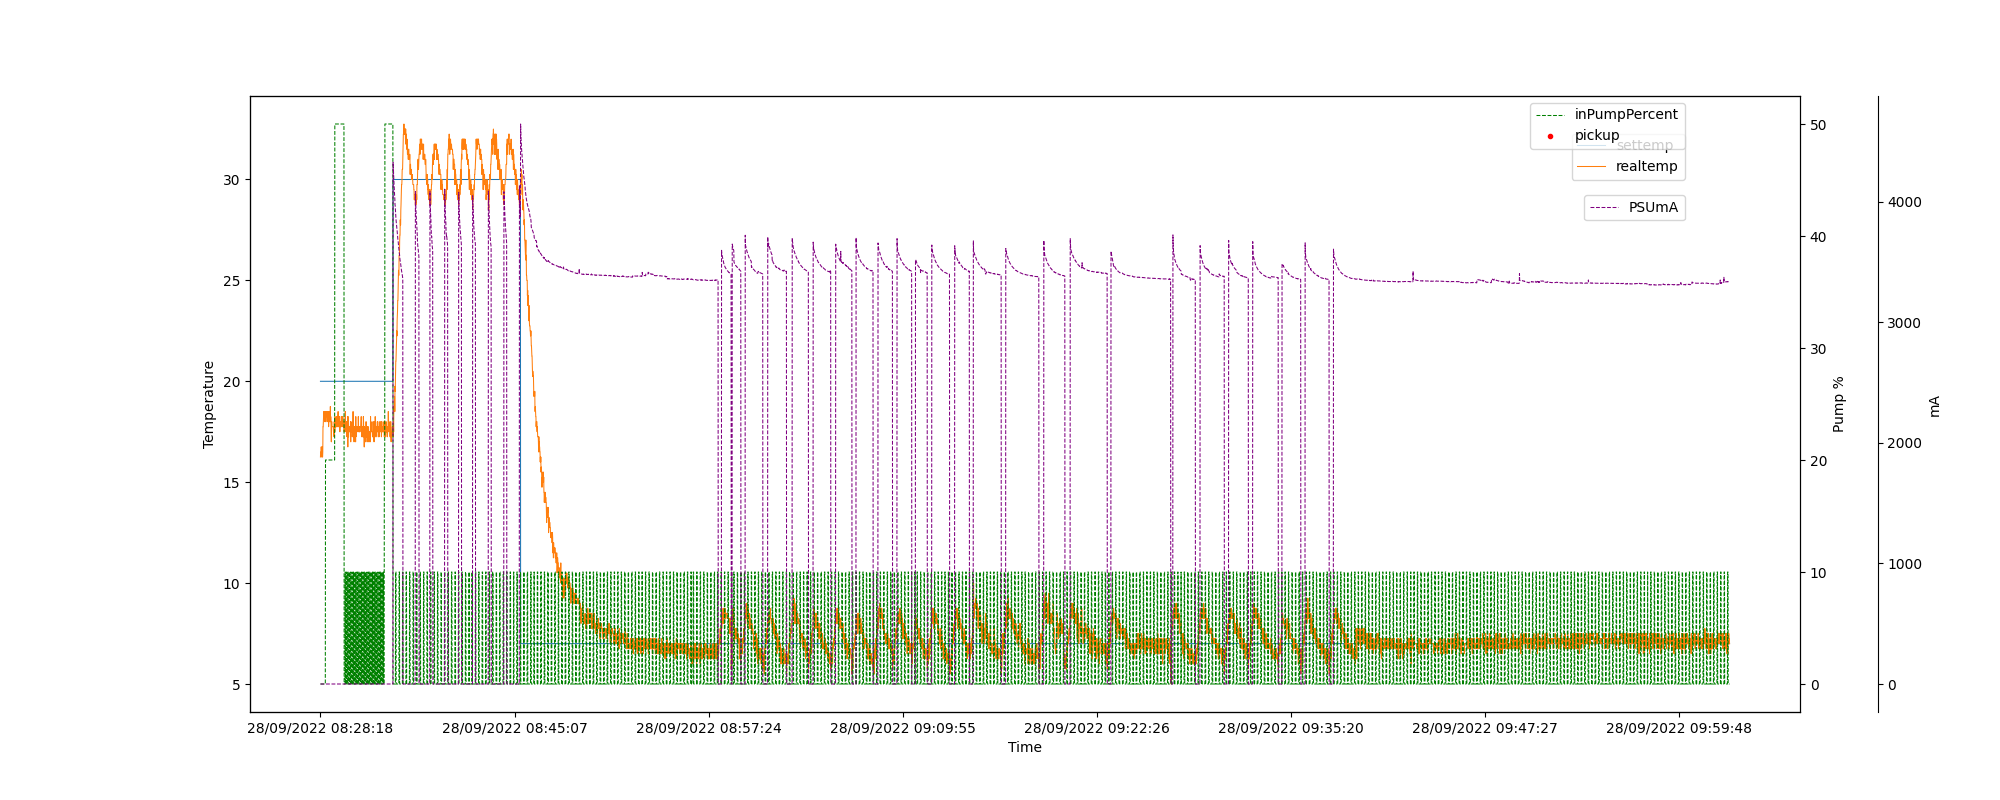 inPumpPercent
pickup
settemp
realtemp
PSUmA
30
25
20
15
10
5
Temperature
50
40
30
20
10
0
Pump %
4000
3000
2000
1000
0
mA
28/09/2022 08:28:18
28/09/2022 08:45:07
28/09/2022 08:57:24
28/09/2022 09:09:55
28/09/2022 09:22:26
28/09/2022 09:35:20
28/09/2022 09:47:27
28/09/2022 09:59:48
Time